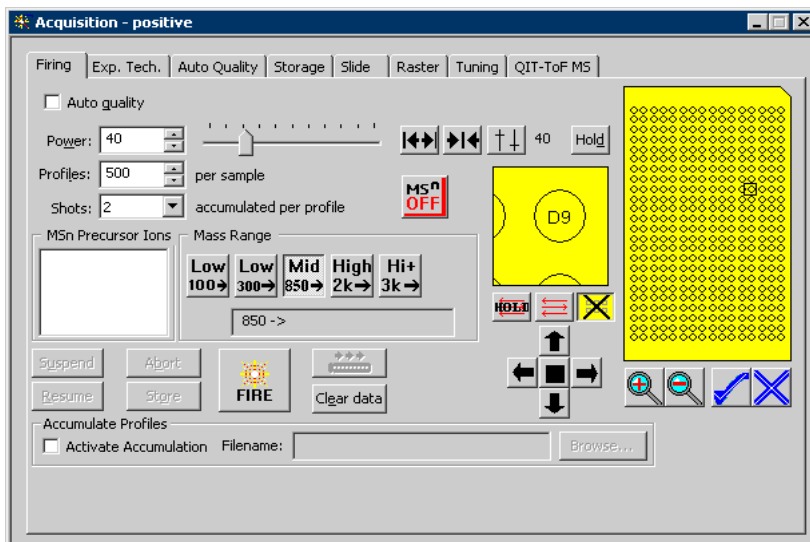 Acquisition - positive
Firing Exp. Tech. Auto Quality Storage Slide Raster Tuning QIT-ToF MS
Auto quality
Power: 40
40 Hold
Profiles: 500 per sample
MSn OFF
Shots: 2 accumulated per profile
D9
MSn Precursor Ions
Mass Range
Low 100→ Low 300→ Mid 850→ High 2k→ Hi+ 3k→
850 ->
HOLD
Suspend Abort
Resume Store
FIRE
Clear data
Accumulate Profiles
Activate Accumulation Filename: Browse...